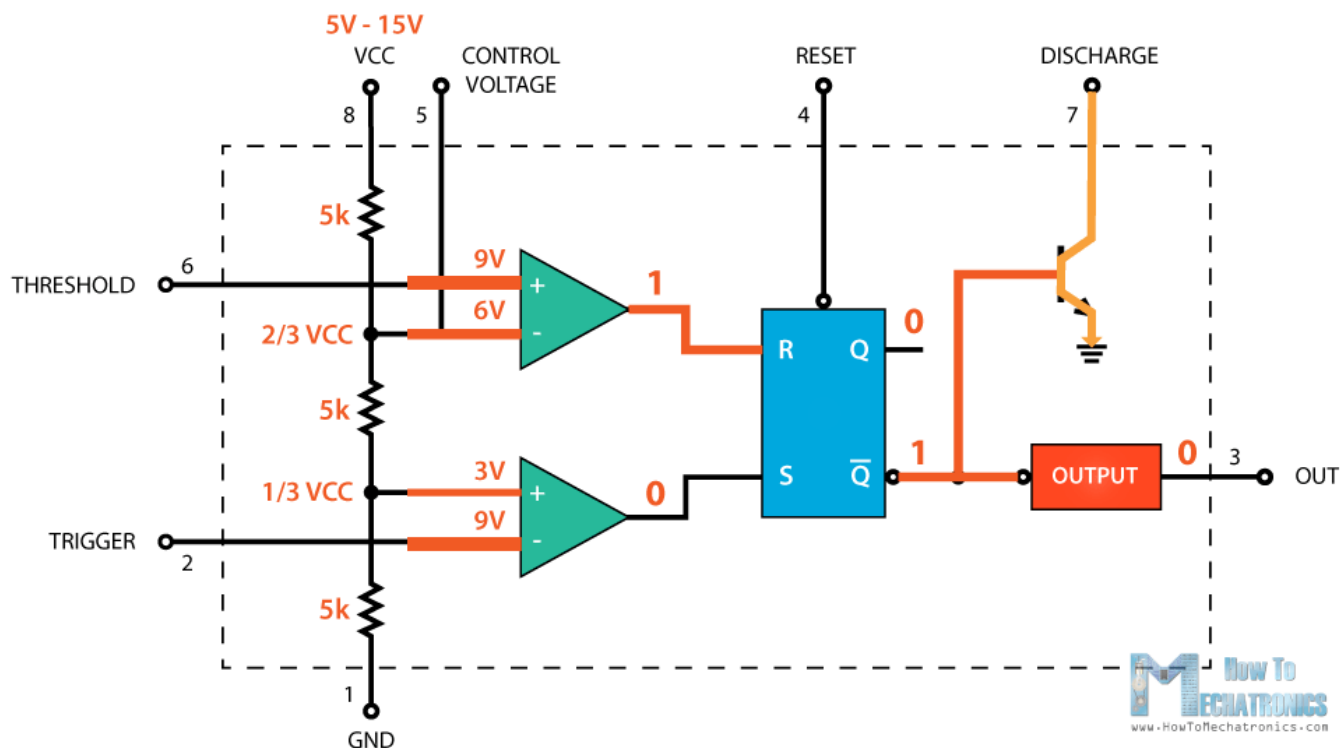 5V - 15V
VCC
CONTROL
VOLTAGE
RESET
DISCHARGE
8
5
4
7
5k
THRESHOLD
6
9V
+
1
2/3 VCC
6V
-
R
Q
0
5k
1/3 VCC
3V
+
0
S
Q̅
1
OUTPUT
0
3
OUT
TRIGGER
2
9V
-
5k
1
GND
How To
MECHATRONICS
www.HowToMechatronics.com